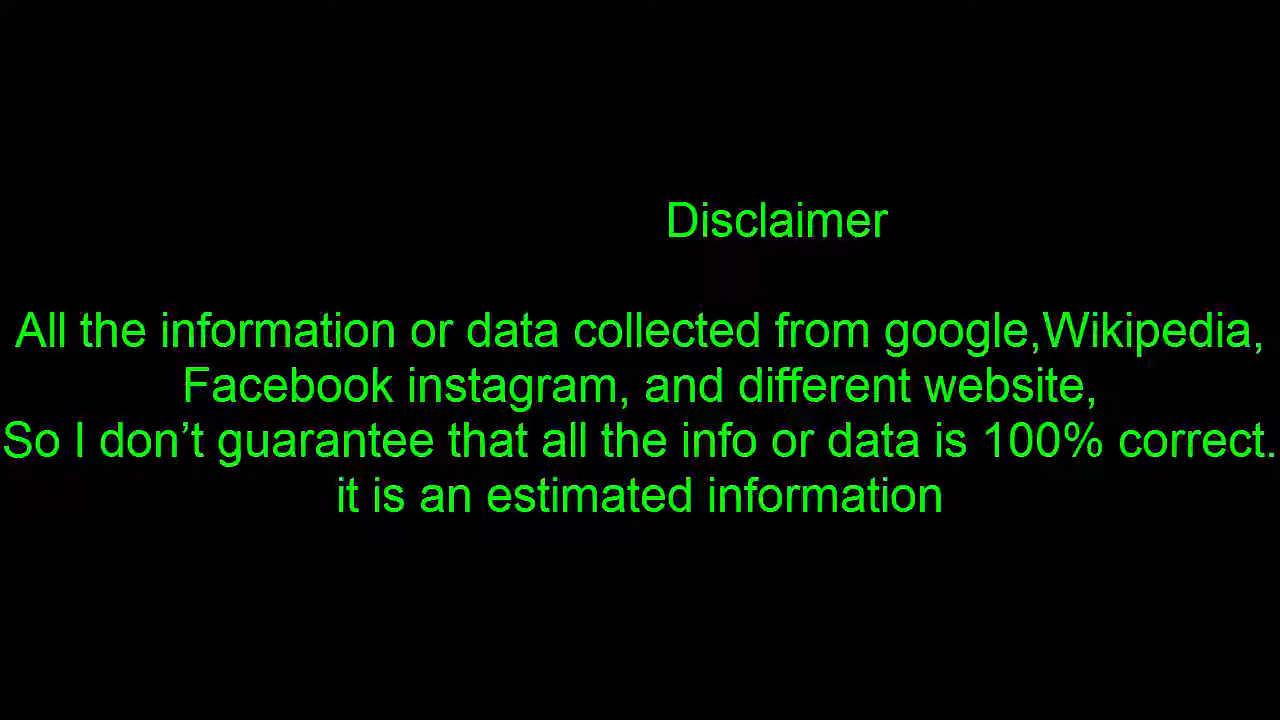 Disclaimer
All the information or data collected from google,Wikipedia,
Facebook instagram, and different website,
So I don’t guarantee that all the info or data is 100% correct.
it is an estimated information